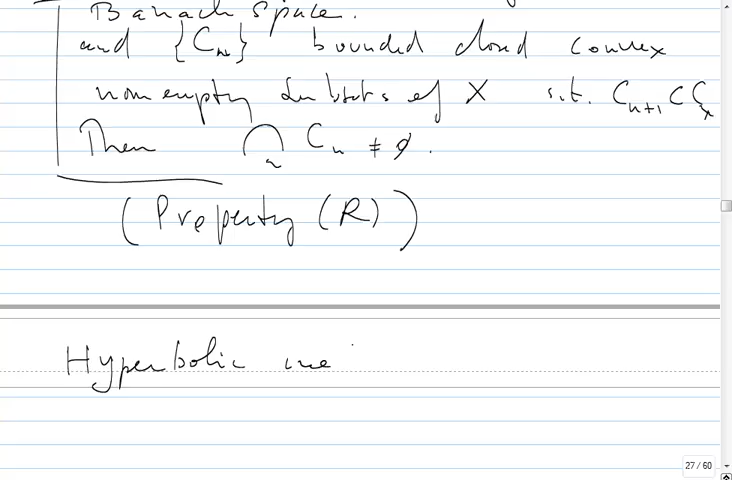 Banach space.
and {Cₙ} bounded closed convex
nonempty subsets of X s.t. Cₙ₊₁ ⊂ Cₙ
Then ⋂ₙ Cₙ ≠ ∅.
(Property (R))
Hyperbolic me
27 / 60